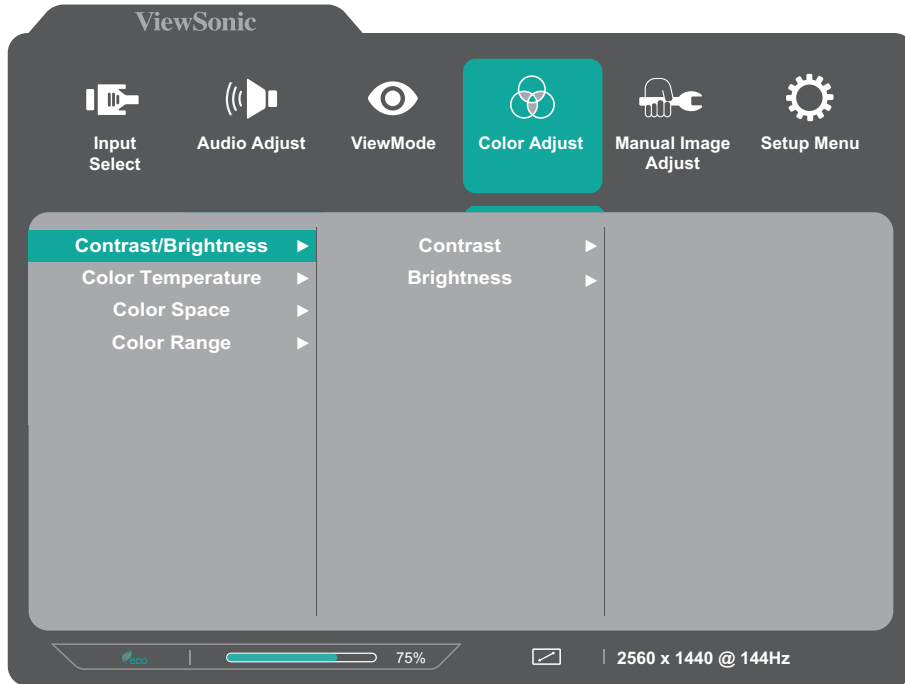 ViewSonic
Input Select
Audio Adjust
ViewMode
Color Adjust
Manual Image Adjust
Setup Menu
Contrast/Brightness
Contrast
Color Temperature
Brightness
Color Space
Color Range
eco
75%
2560 x 1440 @ 144Hz